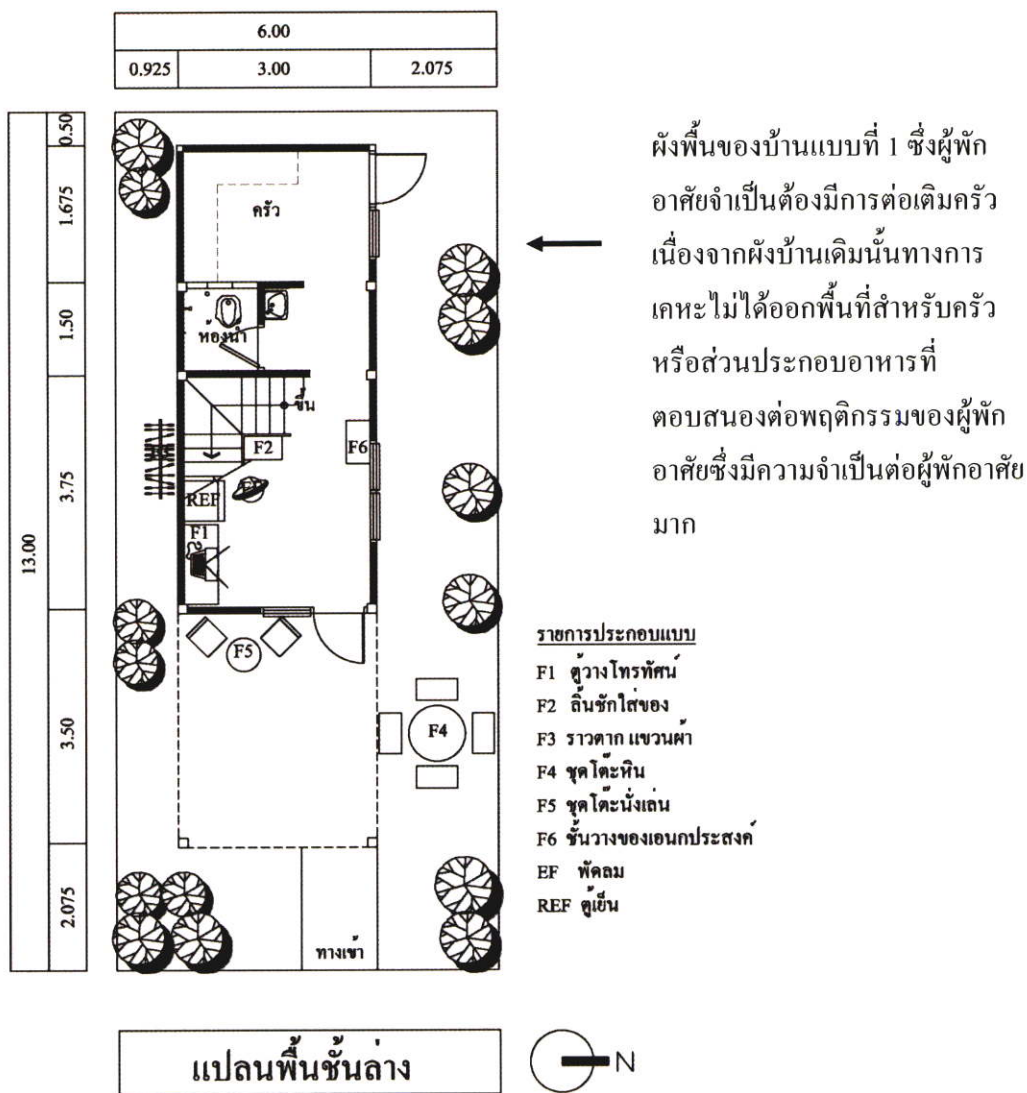 6.00
0.925 3.00 2.075
0.50
1.675
1.50
3.75
3.50
2.075
13.00
ครัว
ห้องน้ำ
ขึ้น
F2
F6
REF
F1
F5
F4
ทางเข้า
ผังพื้นของบ้านแบบที่ 1 ซึ่งผู้พัก
อาศัยจำเป็นต้องมีการต่อเติมครัว
เนื่องจากผังบ้านเดิมนั้นทางการ
เคหะไม่ได้ออกพื้นที่สำหรับครัว
หรือส่วนประกอบอาหารที่
ตอบสนองต่อพฤติกรรมของผู้พัก
อาศัยซึ่งมีความจำเป็นต่อผู้พักอาศัย
มาก
รายการประกอบแบบ
F1 ตู้วางโทรทัศน์
F2 ลิ้นชักใส่ของ
F3 ราวตาก แขวนผ้า
F4 ชุดโต๊ะหิน
F5 ชุดโต๊ะนั่งเล่น
F6 ชั้นวางของเอนกประสงค์
EF พัดลม
REF ตู้เย็น
แปลนพื้นชั้นล่าง
N